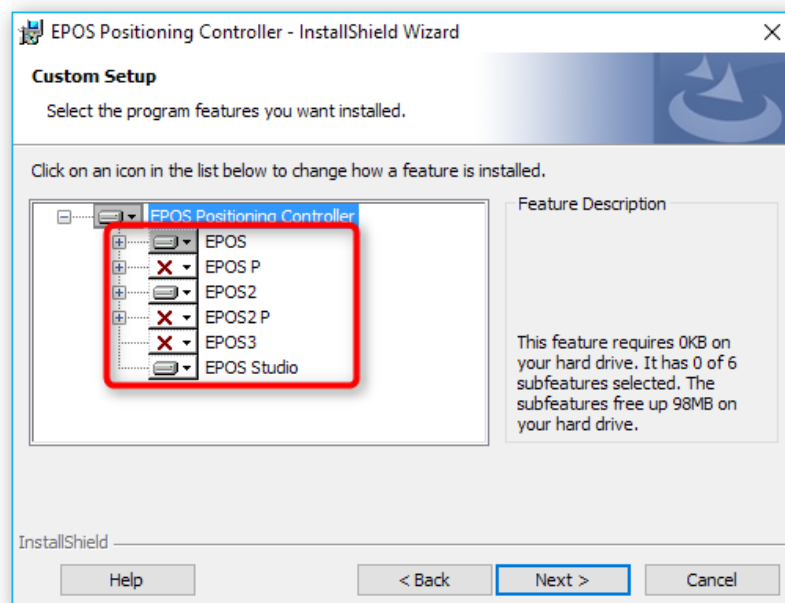 EPOS Positioning Controller - InstallShield Wizard
Custom Setup
Select the program features you want installed.
Click on an icon in the list below to change how a feature is installed.
EPOS Positioning Controller
EPOS
EPOS P
EPOS2
EPOS2 P
EPOS3
EPOS Studio
Feature Description
This feature requires 0KB on
your hard drive. It has 0 of 6
subfeatures selected. The
subfeatures free up 98MB on
your hard drive.
InstallShield
Help
< Back
Next >
Cancel